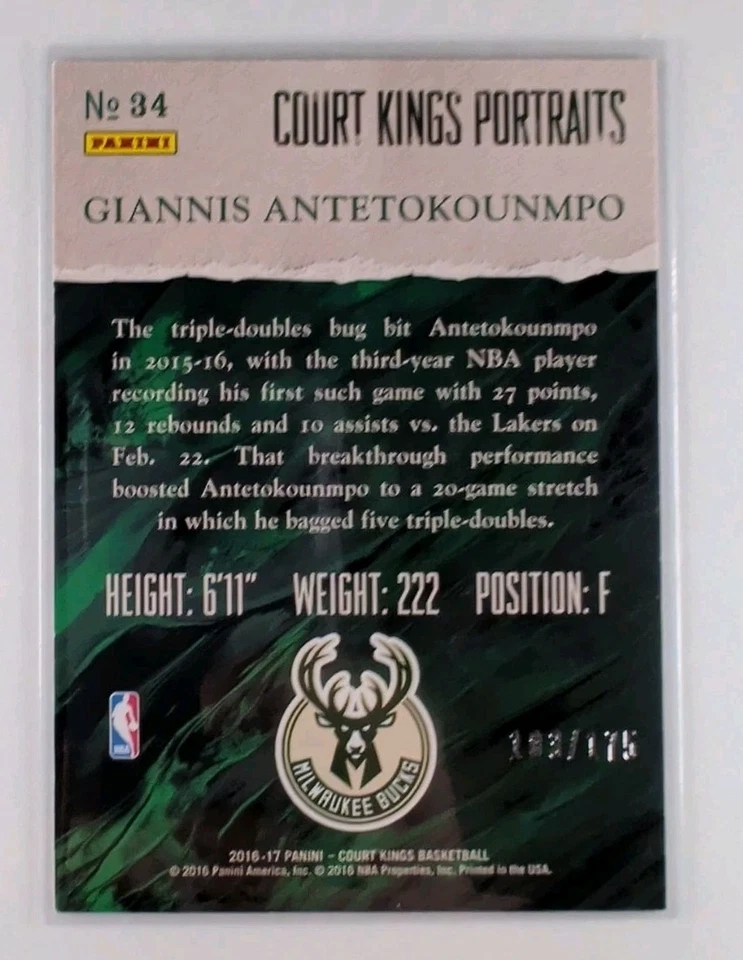 No 34
PANINI
COURT KINGS PORTRAITS
GIANNIS ANTETOKOUNMPO
The triple-doubles bug bit Antetokounmpo
in 2015-16, with the third-year NBA player
recording his first such game with 27 points,
12 rebounds and 10 assists vs. the Lakers on
Feb. 22. That breakthrough performance
boosted Antetokounmpo to a 20-game stretch
in which he bagged five triple-doubles.
HEIGHT: 6'11" WEIGHT: 222 POSITION: F
NBA
MILWAUKEE BUCKS
/175
2016-17 PANINI – COURT KINGS BASKETBALL
© 2016 Panini America, Inc. © 2016 NBA Properties, Inc. Printed in the USA.